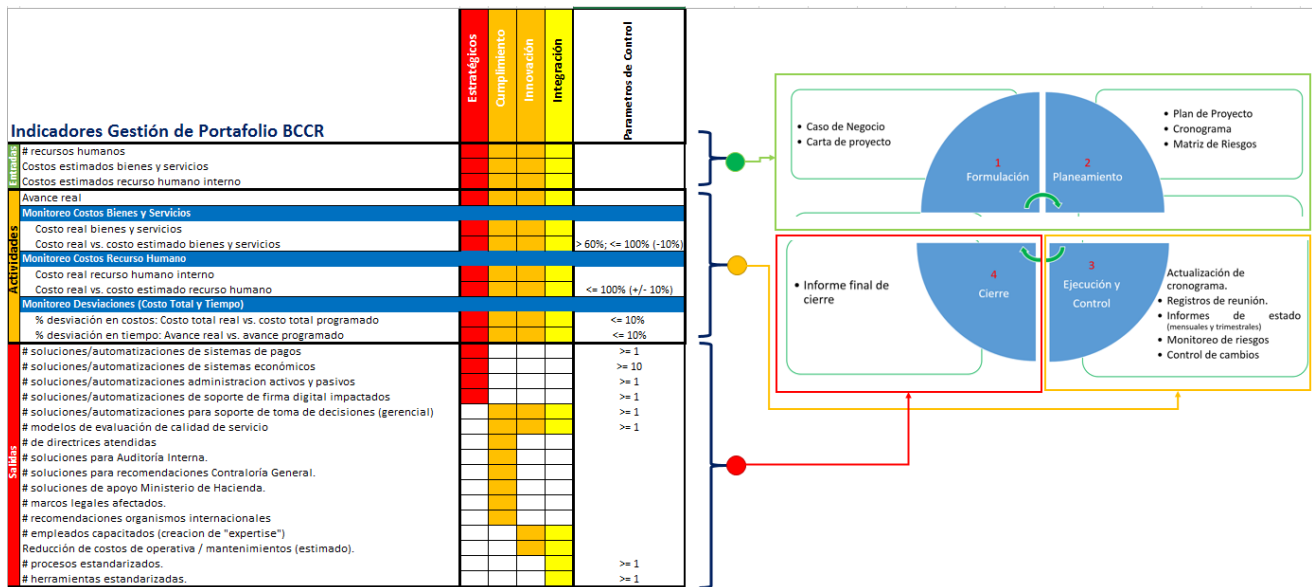 Indicadores Gestión de Portafolio BCCR
Estratégicos
Cumplimiento
Innovación
Integración
Parametros de Control
Entradas
# recursos humanos
Costos estimados bienes y servicios
Costos estimados recurso humano interno
Actividades
Avance real
Monitoreo Costos Bienes y Servicios
Costo real bienes y servicios
Costo real vs. costo estimado bienes y servicios
> 60%; <= 100% (-10%)
Monitoreo Costos Recurso Humano
Costo real recurso humano interno
Costo real vs. costo estimado recurso humano
<= 100% (+/- 10%)
Monitoreo Desviaciones (Costo Total y Tiempo)
% desviación en costos: Costo total real vs. costo total programado
<= 10%
% desviación en tiempo: Avance real vs. avance programado
<= 10%
Salidas
# soluciones/automatizaciones de sistemas de pagos
>= 1
# soluciones/automatizaciones de sistemas económicos
>= 10
# soluciones/automatizaciones administracion activos y pasivos
>= 1
# soluciones/automatizaciones de soporte de firma digital impactados
>= 1
# soluciones/automatizaciones para soporte de toma de decisiones (gerencial)
>= 1
# modelos de evaluación de calidad de servicio
>= 1
# de directrices atendidas
# soluciones para Auditoría Interna.
# soluciones para recomendaciones Contraloría General.
# soluciones de apoyo Ministerio de Hacienda.
# marcos legales afectados.
# recomendaciones organismos internacionales
# empleados capacitados (creacion de "expertise")
Reducción de costos de operativa / mantenimientos (estimado).
# procesos estandarizados.
>= 1
# herramientas estandarizadas.
>= 1
• Caso de Negocio
• Carta de proyecto
1
Formulación
2
Planeamiento
• Plan de Proyecto
• Cronograma
• Matriz de Riesgos
• Informe final de
cierre
4
Cierre
3
Ejecución y
Control
Actualización de
cronograma.
• Registros de reunión.
• Informes de estado
(mensuales y trimestrales)
• Monitoreo de riesgos
• Control de cambios